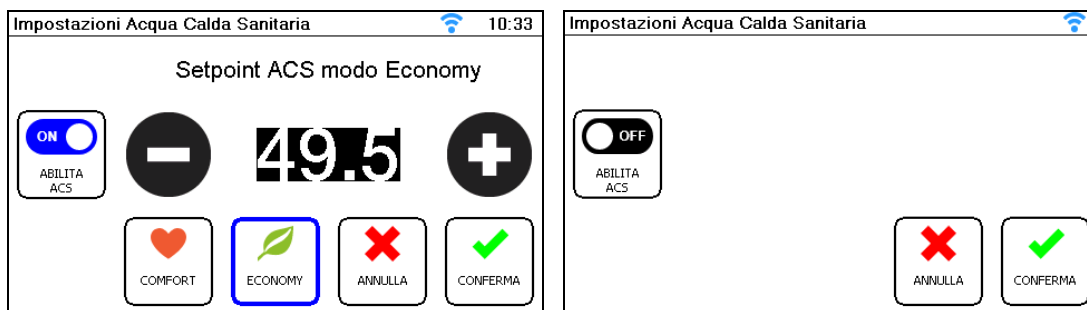 Impostazioni Acqua Calda Sanitaria 10:33
Setpoint ACS modo Economy
ON
ABILITA
ACS
49.5
COMFORT
ECONOMY
ANNULLA
CONFERMA
Impostazioni Acqua Calda Sanitaria
OFF
ABILITA
ACS
ANNULLA
CONFERMA